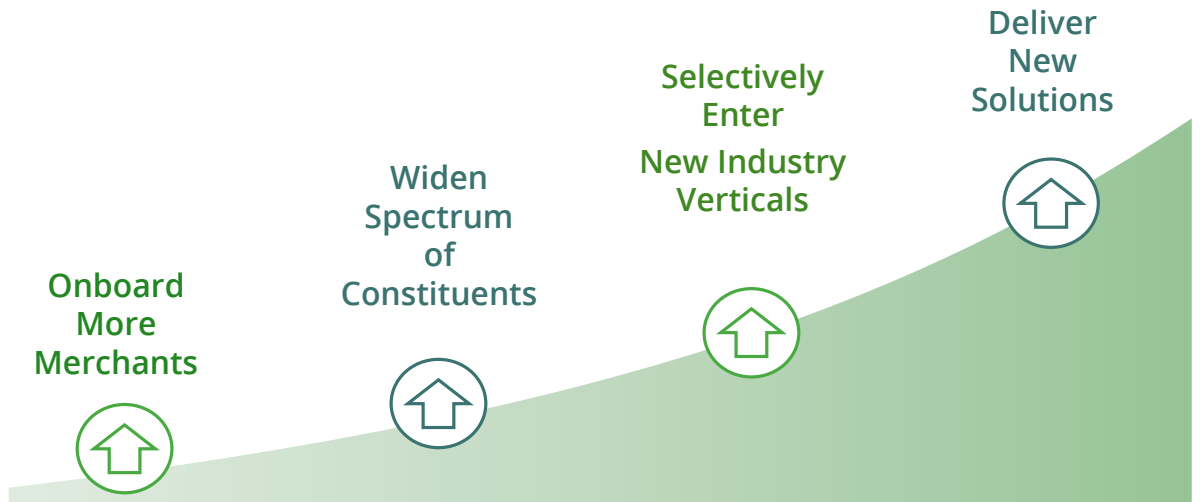 Onboard
More
Merchants
Widen
Spectrum
of
Constituents
Selectively
Enter
New Industry
Verticals
Deliver
New
Solutions